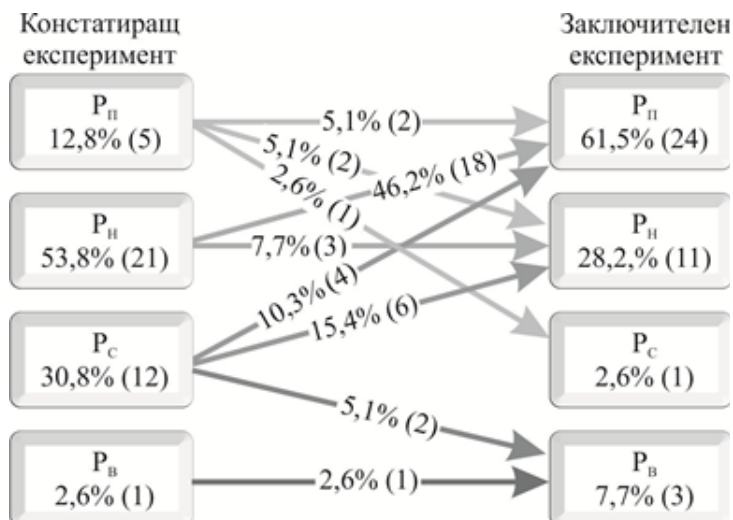 Констатиращ
експеримент
Заключителен
експеримент
Рп
12,8% (5)
5,1% (2)
Рп
61,5% (24)
5,1% (2)
46,2% (18)
2,6% (1)
Рн
53,8% (21)
7,7% (3)
Рн
28,2,% (11)
10,3% (4)
15,4% (6)
Рс
30,8% (12)
Рс
2,6% (1)
5,1% (2)
Рв
2,6% (1)
2,6% (1)
Рв
7,7% (3)